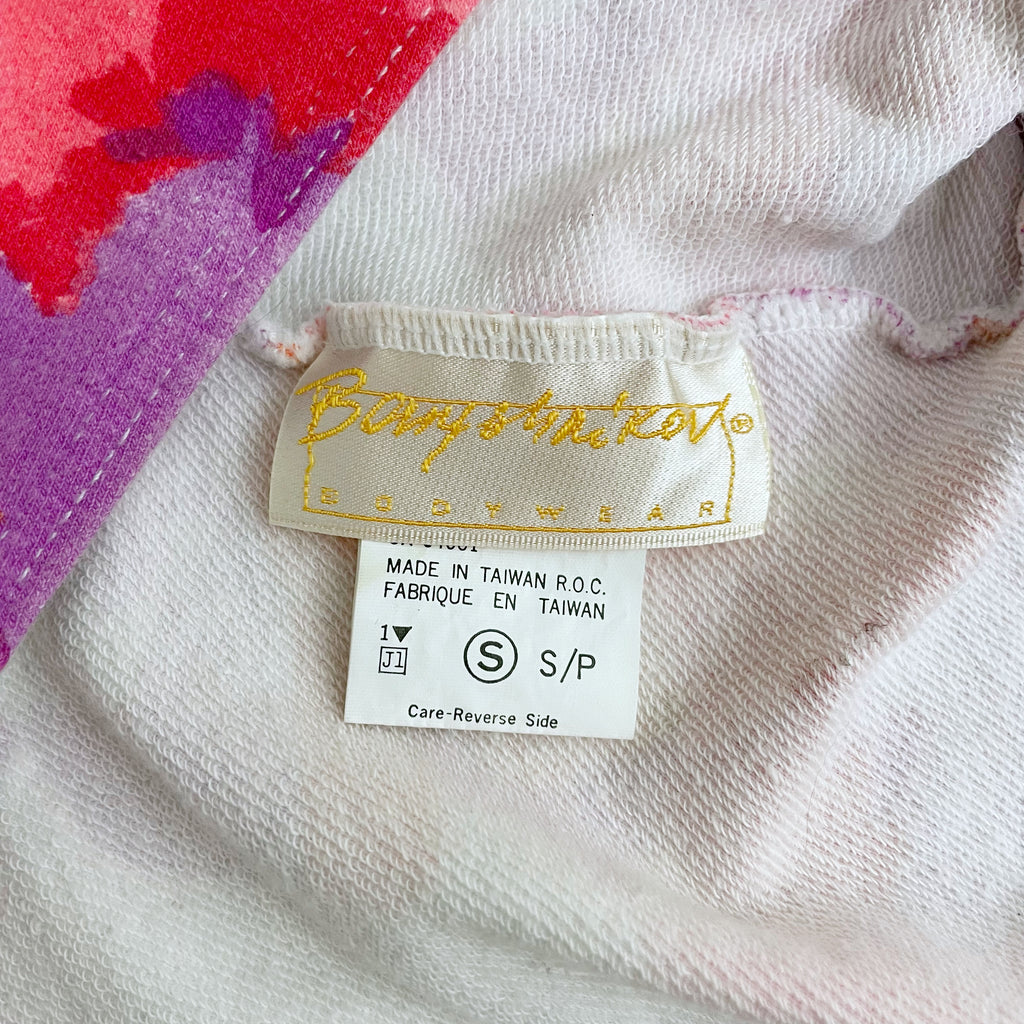 Baryshnikov®
BODYWEAR
MADE IN TAIWAN R.O.C.
FABRIQUE EN TAIWAN
1▼
J1 Ⓢ S/P
Care-Reverse Side